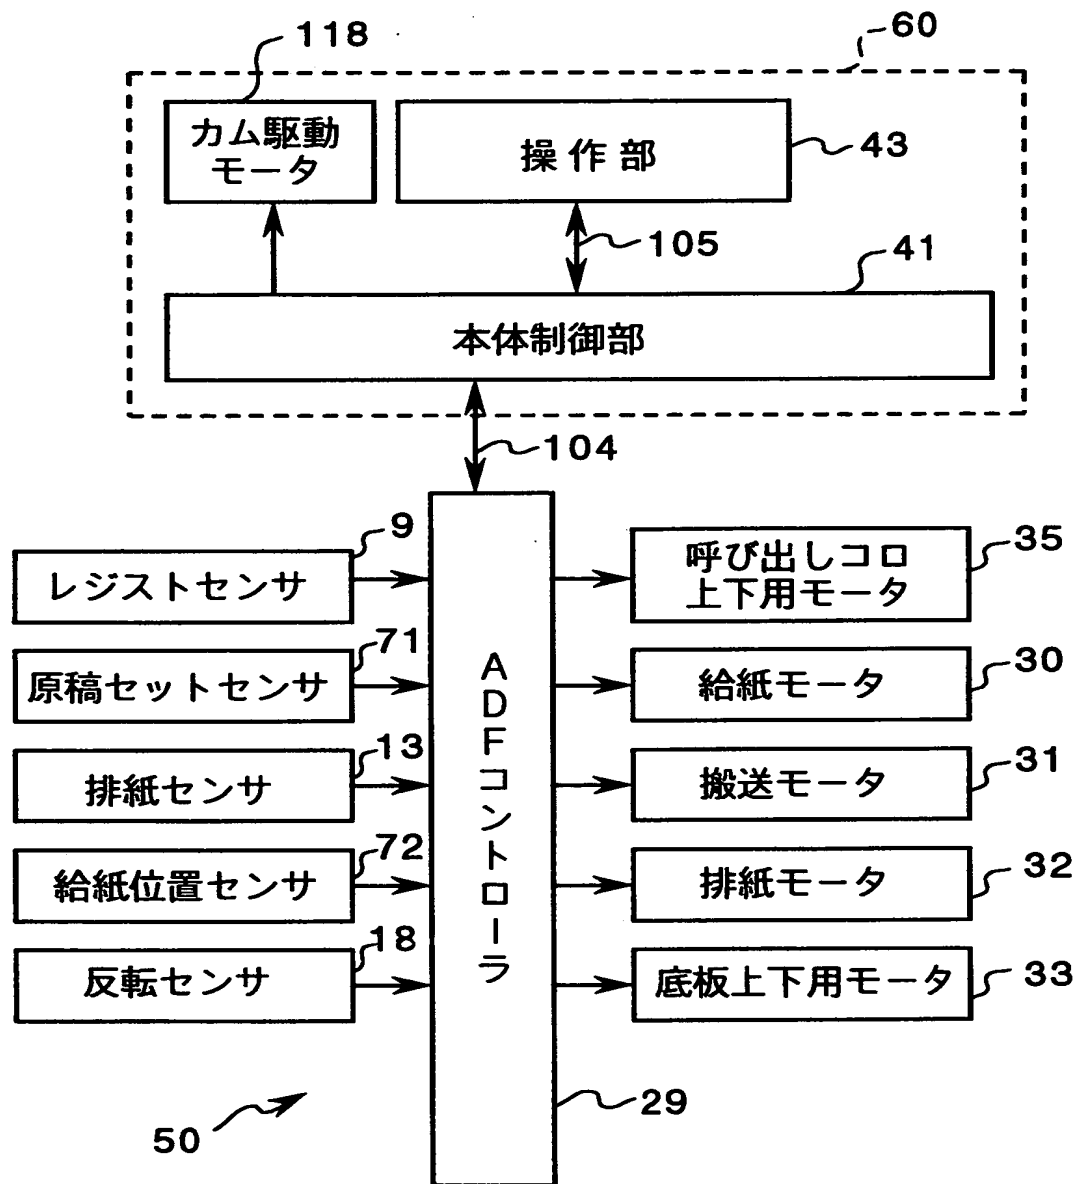 118
60
カム駆動
モータ
操作部
43
105
41
本体制御部
104
9
レジストセンサ
71
原稿セットセンサ
13
排紙センサ
72
給紙位置センサ
18
反転センサ
ADFコントローラ
呼び出しコロ
上下用モータ
35
給紙モータ
30
搬送モータ
31
排紙モータ
32
底板上下用モータ
33
29
50